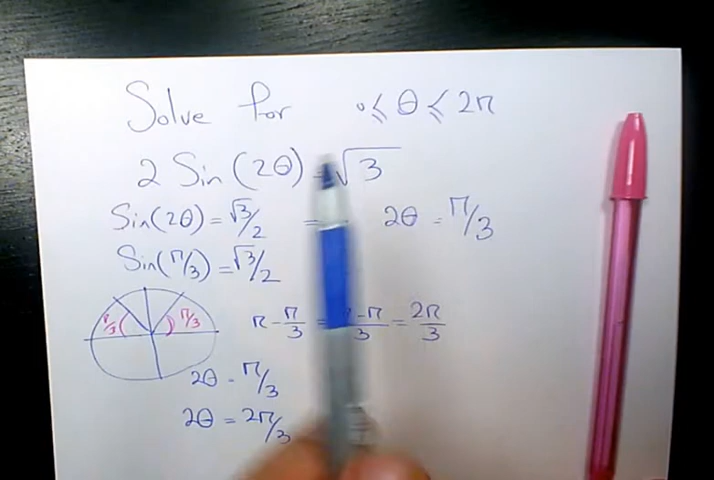 Solve for 0 ≤ θ ≤ 2π
2 Sin (2θ) = √3
Sin(2θ) = √3/2 = 2θ = π/3
Sin(π/3) = √3/2
π/3 π/3
π - π/3 = - π/3 = 2π/3
2θ - π/3
2θ = 2π/3